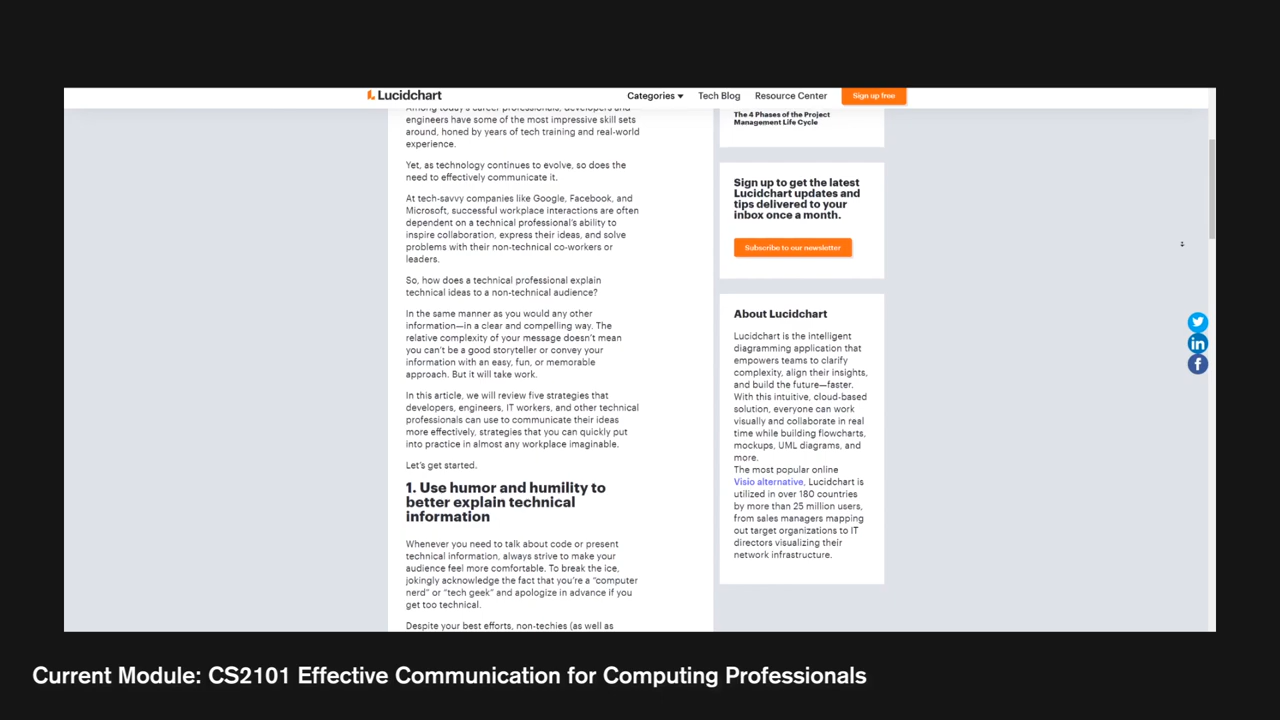 Lucidchart
Categories
Tech Blog
Resource Center
Sign up free
Among today's career professionals, developers and
engineers have some of the most impressive skill sets
around, honed by years of tech training and real-world
experience.
Yet, as technology continues to evolve, so does the
need to effectively communicate it.
At tech-savvy companies like Google, Facebook, and
Microsoft, successful workplace interactions are often
dependent on a technical professional's ability to
inspire collaboration, express their ideas, and solve
problems with their non-technical co-workers or
leaders.
So, how does a technical professional explain
technical ideas to a non-technical audience?
In the same manner as you would any other
information—in a clear and compelling way. The
relative complexity of your message doesn't mean
you can't be a good storyteller or convey your
information with an easy, fun, or memorable
approach. But it will take work.
In this article, we will review five strategies that
developers, engineers, IT workers, and other technical
professionals can use to communicate their ideas
more effectively, strategies that you can quickly put
into practice in almost any workplace imaginable.
Let's get started.
1. Use humor and humility to
better explain technical
information
Whenever you need to talk about code or present
technical information, always strive to make your
audience feel more comfortable. To break the ice,
jokingly acknowledge the fact that you're a "computer
nerd" or "tech geek" and apologize in advance if you
get too technical.
Despite your best efforts, non-techies (as well as
The 4 Phases of the Project
Management Life Cycle
Sign up to get the latest
Lucidchart updates and
tips delivered to your
inbox once a month.
Subscribe to our newsletter
About Lucidchart
Lucidchart is the intelligent
diagramming application that
empowers teams to clarify
complexity, align their insights,
and build the future—faster.
With this intuitive, cloud-based
solution, everyone can work
visually and collaborate in real
time while building flowcharts,
mockups, UML diagrams, and
more.
The most popular online
Visio alternative, Lucidchart is
utilized in over 180 countries
by more than 25 million users,
from sales managers mapping
out target organizations to IT
directors visualizing their
network infrastructure.
Current Module: CS2101 Effective Communication for Computing Professionals